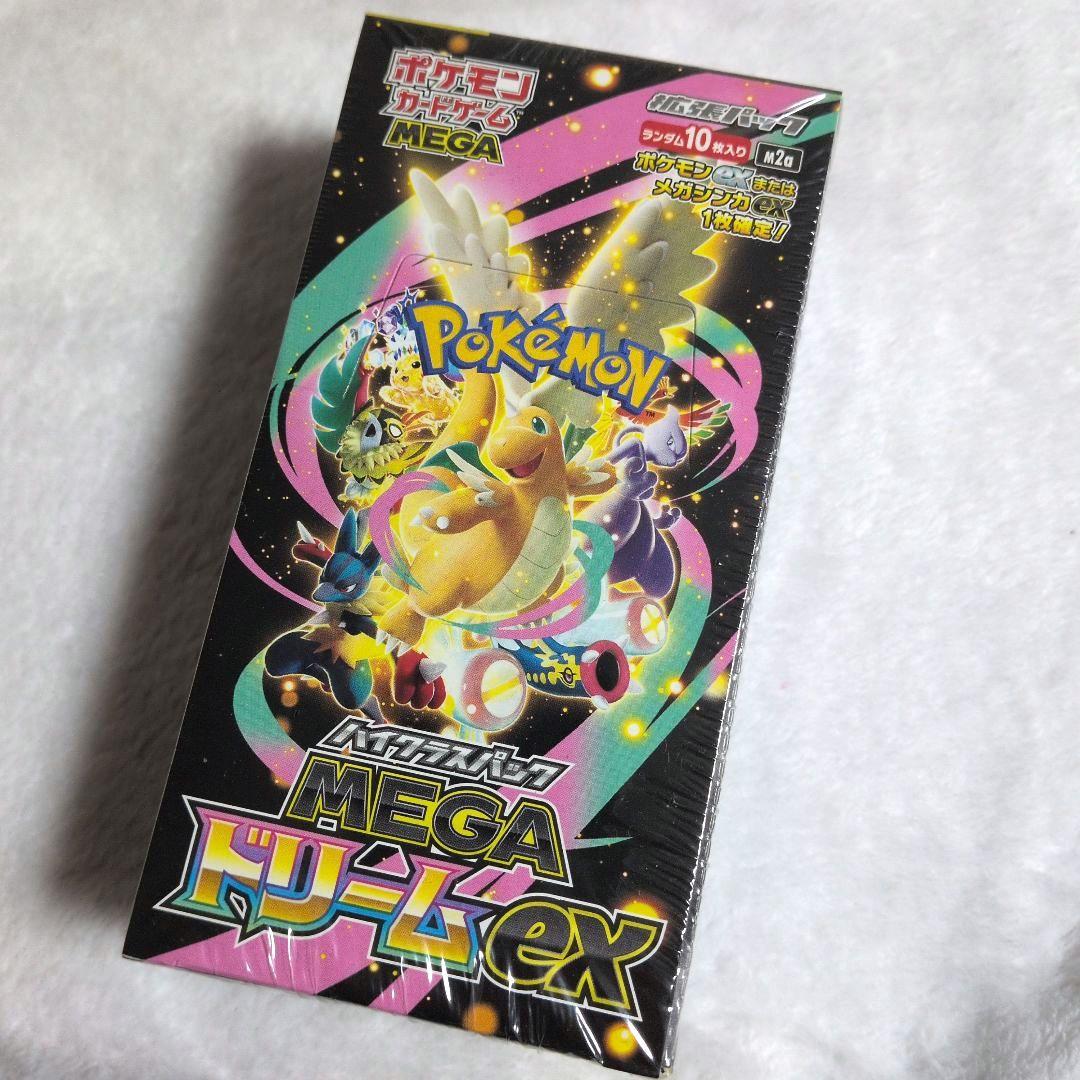 ポケモン
カードゲーム™
MEGA
拡張パック
ランダム10枚入り
M2a
ポケモンexまたは
メガシンカex
1枚確定!
POKéMON
TM
ハイクラスパック
MEGA
ドリームex